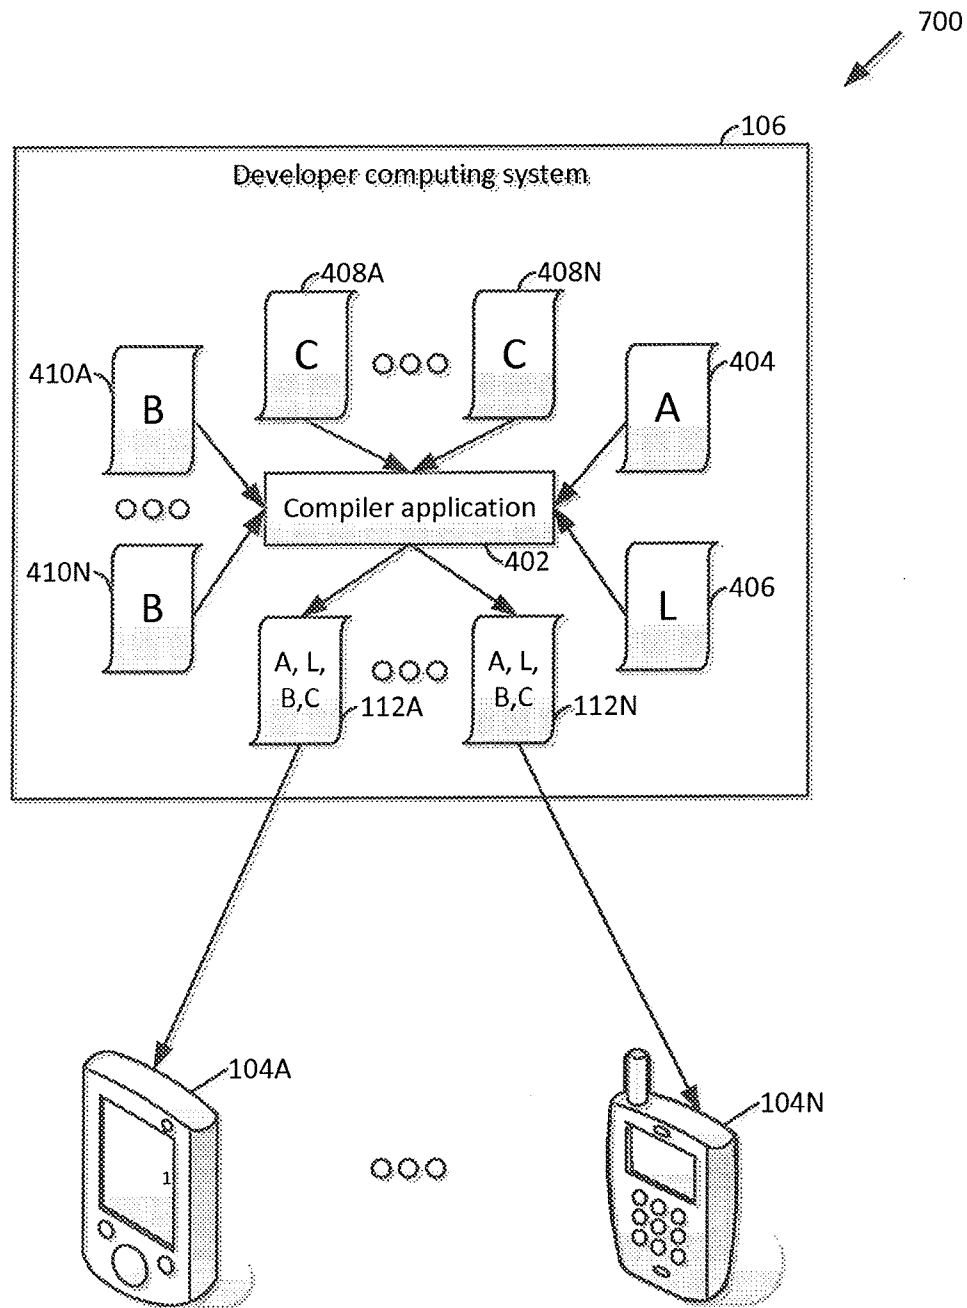 700
106
Developer computing system
408A
408N
C
C
410A
404
B
A
Compiler application
402
410N
406
B
L
A, L,
B,C
112A
A, L,
B,C
112N
104A
104N
1